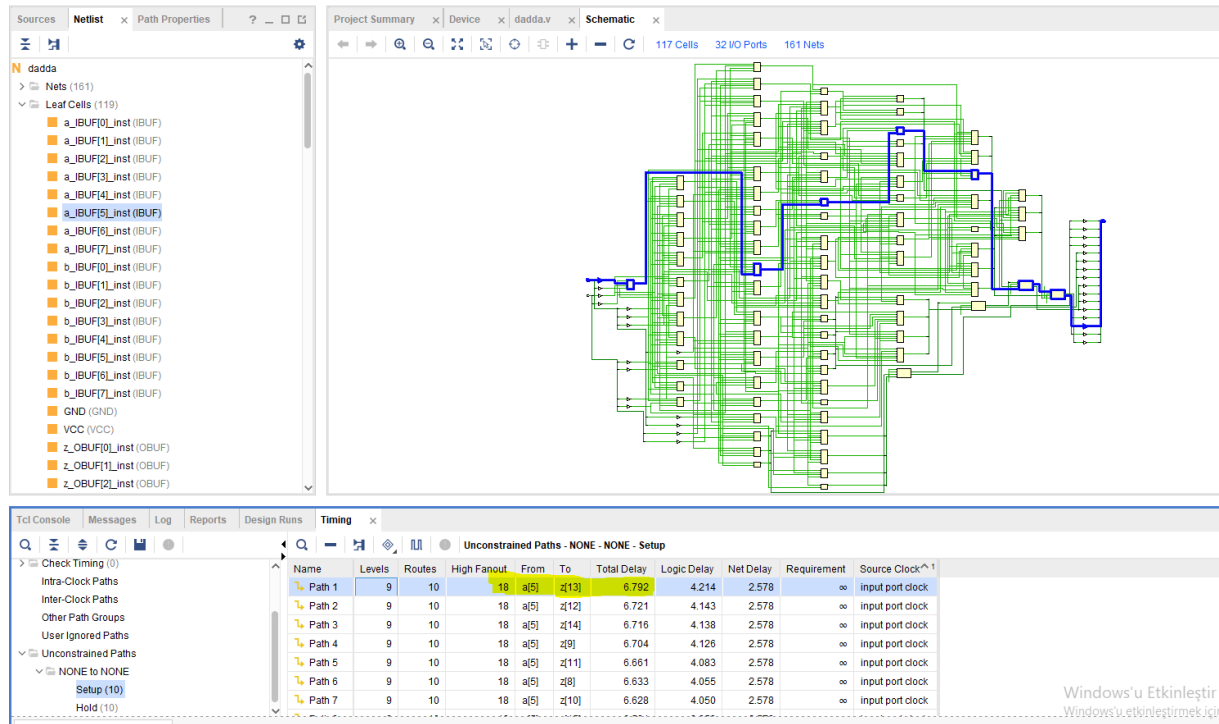 Sources Netlist × Path Properties ? _
N dadda
> Nets (161)
Leaf Cells (119)
a_IBUF[0]_inst (IBUF)
a_IBUF[1]_inst (IBUF)
a_IBUF[2]_inst (IBUF)
a_IBUF[3]_inst (IBUF)
a_IBUF[4]_inst (IBUF)
a_IBUF[5]_inst (IBUF)
a_IBUF[6]_inst (IBUF)
a_IBUF[7]_inst (IBUF)
b_IBUF[0]_inst (IBUF)
b_IBUF[1]_inst (IBUF)
b_IBUF[2]_inst (IBUF)
b_IBUF[3]_inst (IBUF)
b_IBUF[4]_inst (IBUF)
b_IBUF[5]_inst (IBUF)
b_IBUF[6]_inst (IBUF)
b_IBUF[7]_inst (IBUF)
GND (GND)
VCC (VCC)
z_OBUF[0]_inst (OBUF)
z_OBUF[1]_inst (OBUF)
z_OBUF[2]_inst (OBUF)
Project Summary × Device × dadda.v × Schematic ×
117 Cells 32 I/O Ports 161 Nets
Tcl Console Messages Log Reports Design Runs Timing ×
Check Timing (0)
Intra-Clock Paths
Inter-Clock Paths
Other Path Groups
User Ignored Paths
Unconstrained Paths
NONE to NONE
Setup (10)
Hold (10)
Unconstrained Paths - NONE - NONE - Setup
Name Levels Routes High Fanout From To Total Delay Logic Delay Net Delay Requirement Source Clock ^ 1
Path 1 9 10 18 a[5] z[13] 6.792 4.214 2.578 ∞ input port clock
Path 2 9 10 18 a[5] z[12] 6.721 4.143 2.578 ∞ input port clock
Path 3 9 10 18 a[5] z[14] 6.716 4.138 2.578 ∞ input port clock
Path 4 9 10 18 a[5] z[9] 6.704 4.126 2.578 ∞ input port clock
Path 5 9 10 18 a[5] z[11] 6.661 4.083 2.578 ∞ input port clock
Path 6 9 10 18 a[5] z[8] 6.633 4.055 2.578 ∞ input port clock
Path 7 9 10 18 a[5] z[10] 6.628 4.050 2.578 ∞ input port clock
Windows'u Etkinleştir
Windows'u etkinleştirmek için